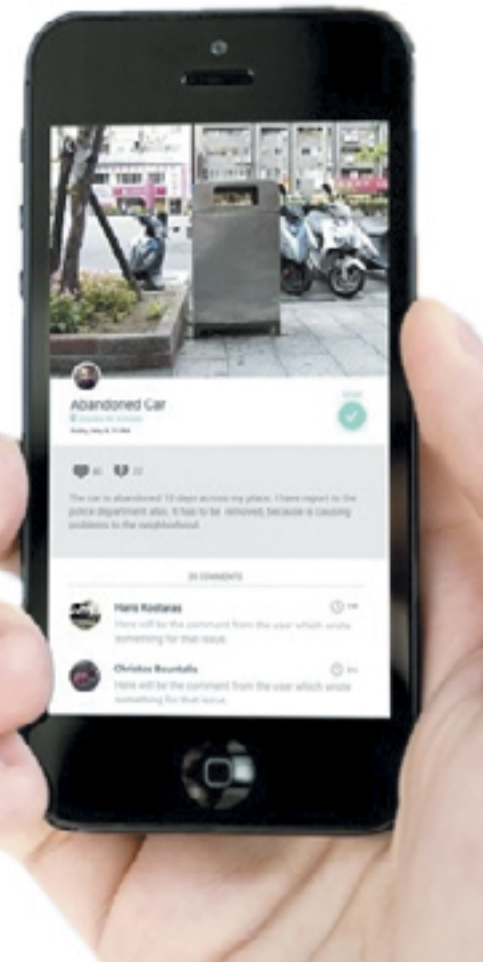 Abandoned Car
The car is abandoned 10 days across my place. I have report to the
police department also. It has to be removed, because is causing
problems to the neighborhood.
20 COMMENTS
Haris Kostaras
Here will be the comment from the user which wrote
something for that issue.
Christos Bountalis
Here will be the comment from the user which wrote
something for that issue.